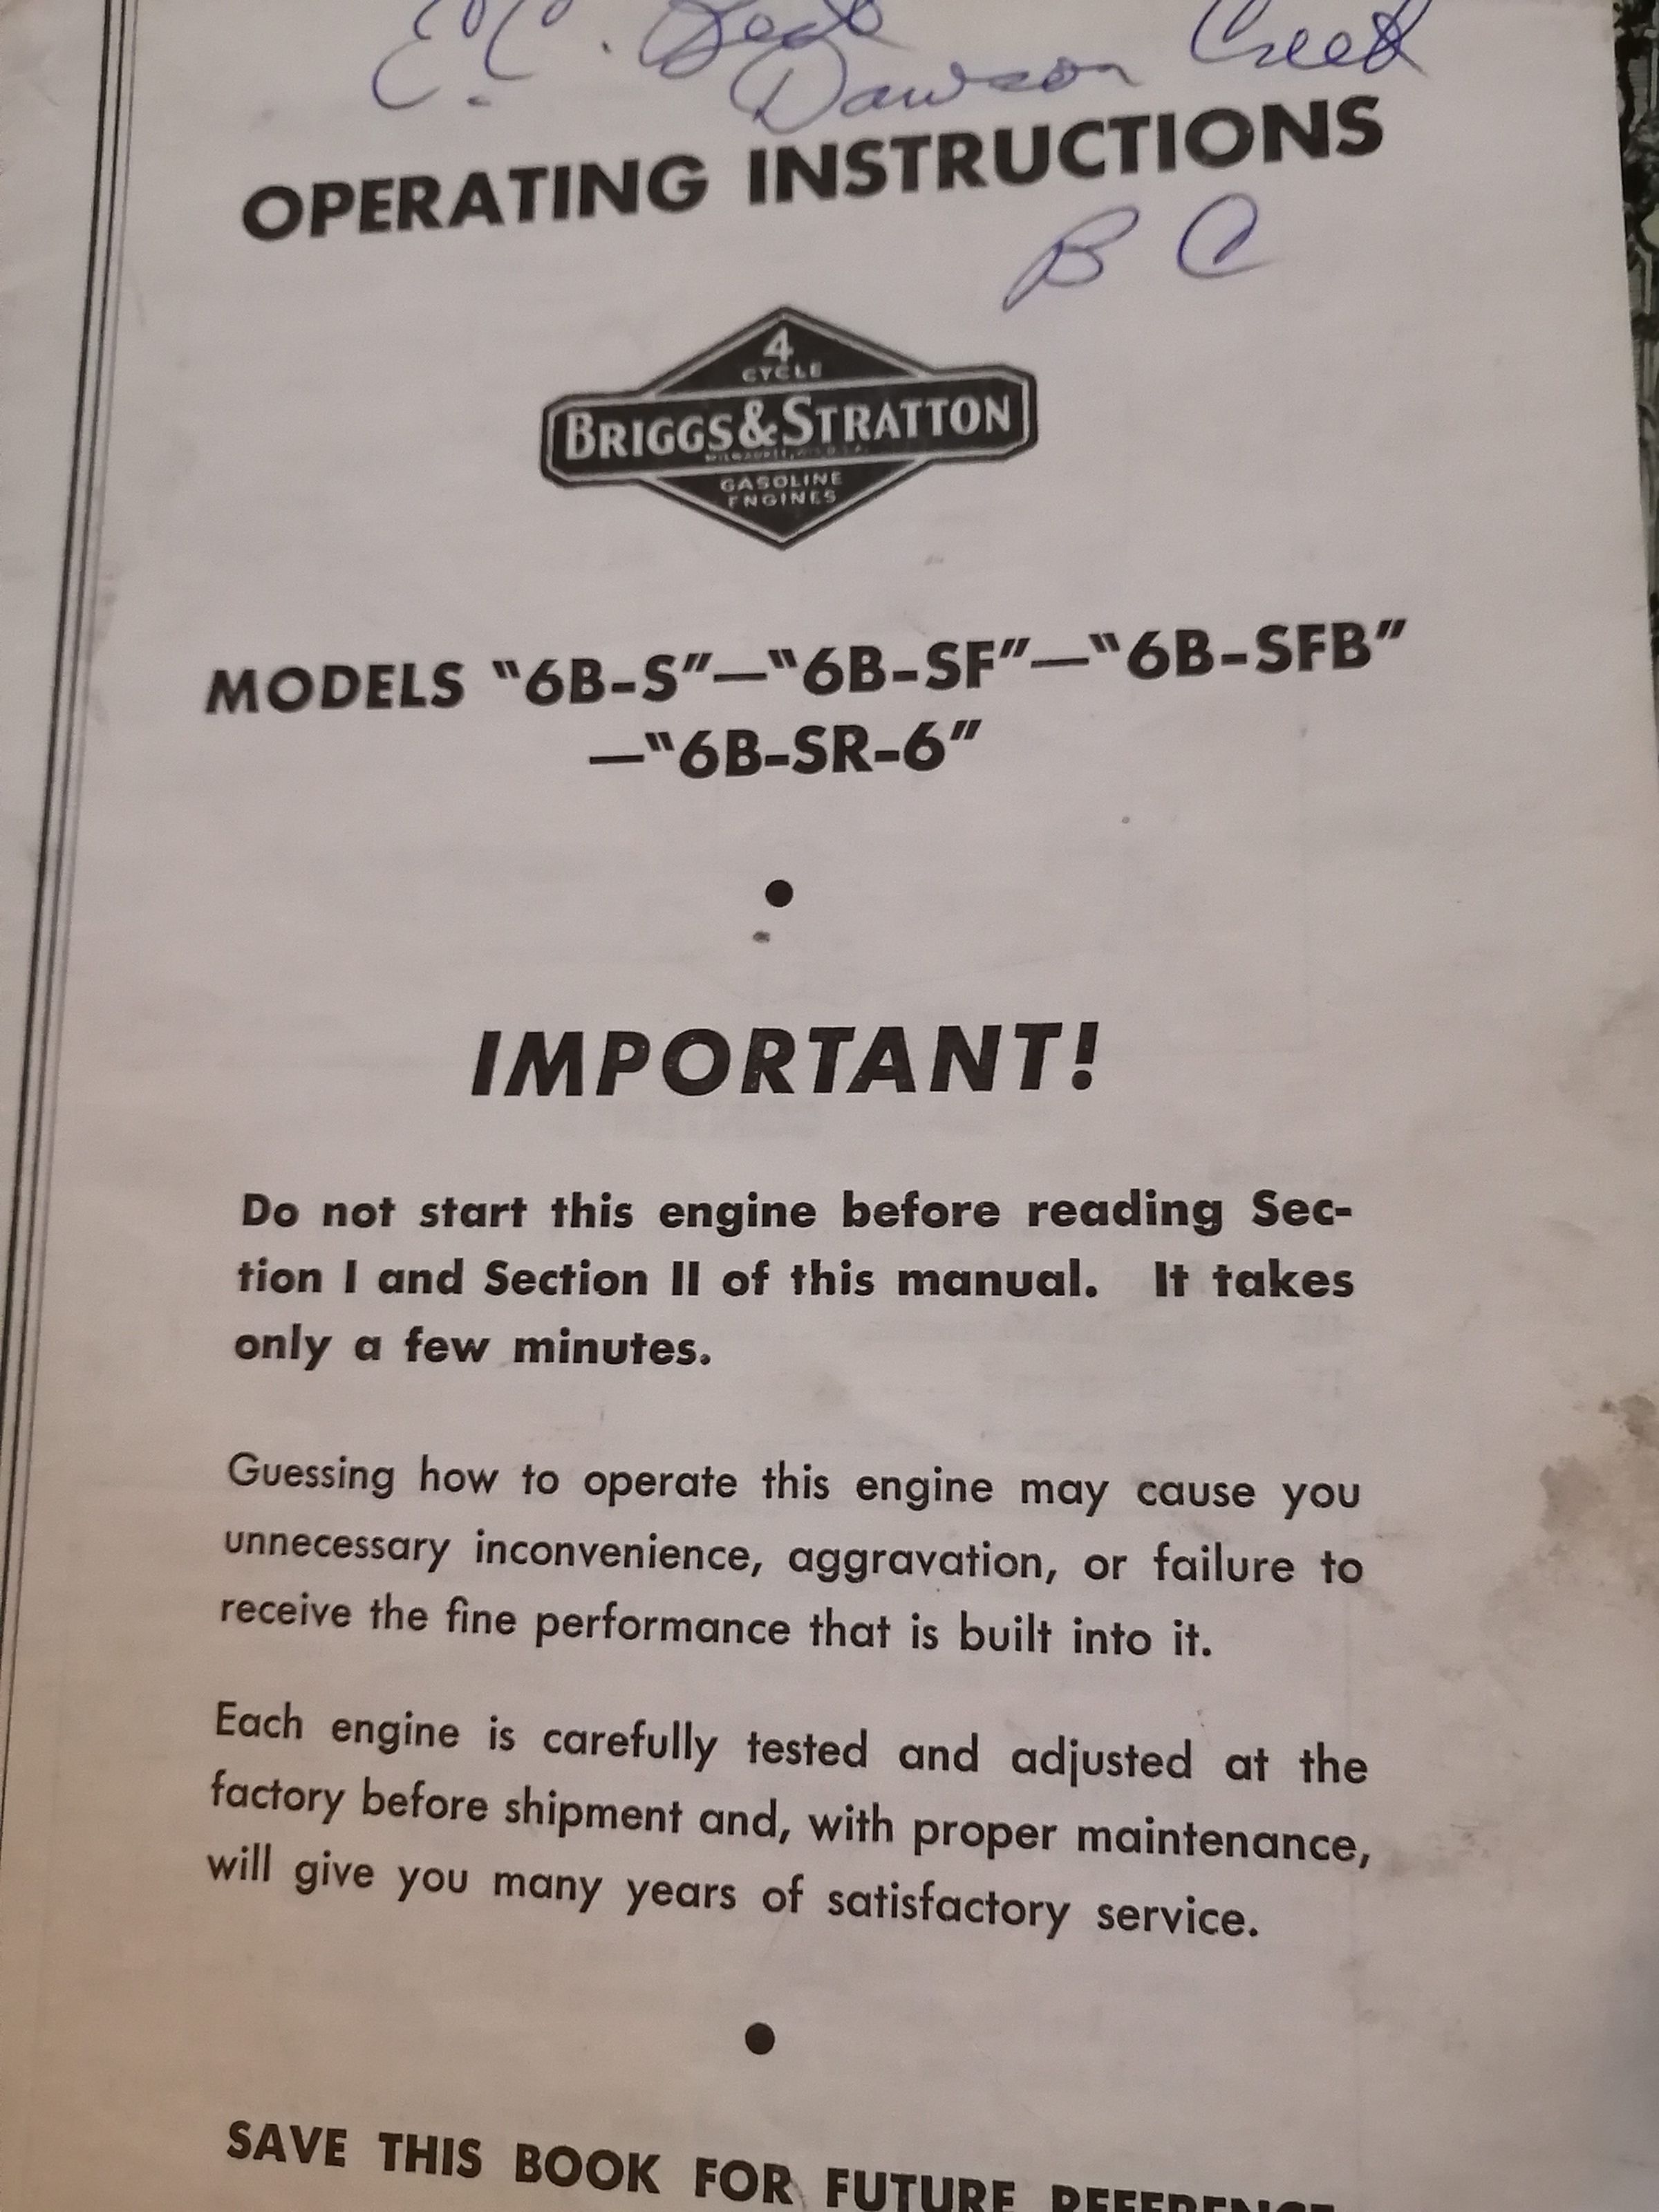 E.C.
Dawson Creek
OPERATING INSTRUCTIONS
B C
4
CYCLE
BRIGGS&STRATTON
GASOLINE
ENGINES
MODELS "6B-S"—"6B-SF"—"6B-SFB"
—"6B-SR-6"
IMPORTANT!
Do not start this engine before reading Sec-
tion I and Section II of this manual. It takes
only a few minutes.
Guessing how to operate this engine may cause you
unnecessary inconvenience, aggravation, or failure to
receive the fine performance that is built into it.
Each engine is carefully tested and adjusted at the
factory before shipment and, with proper maintenance,
will give you many years of satisfactory service.
SAVE THIS BOOK FOR FUTURE REFERENCE